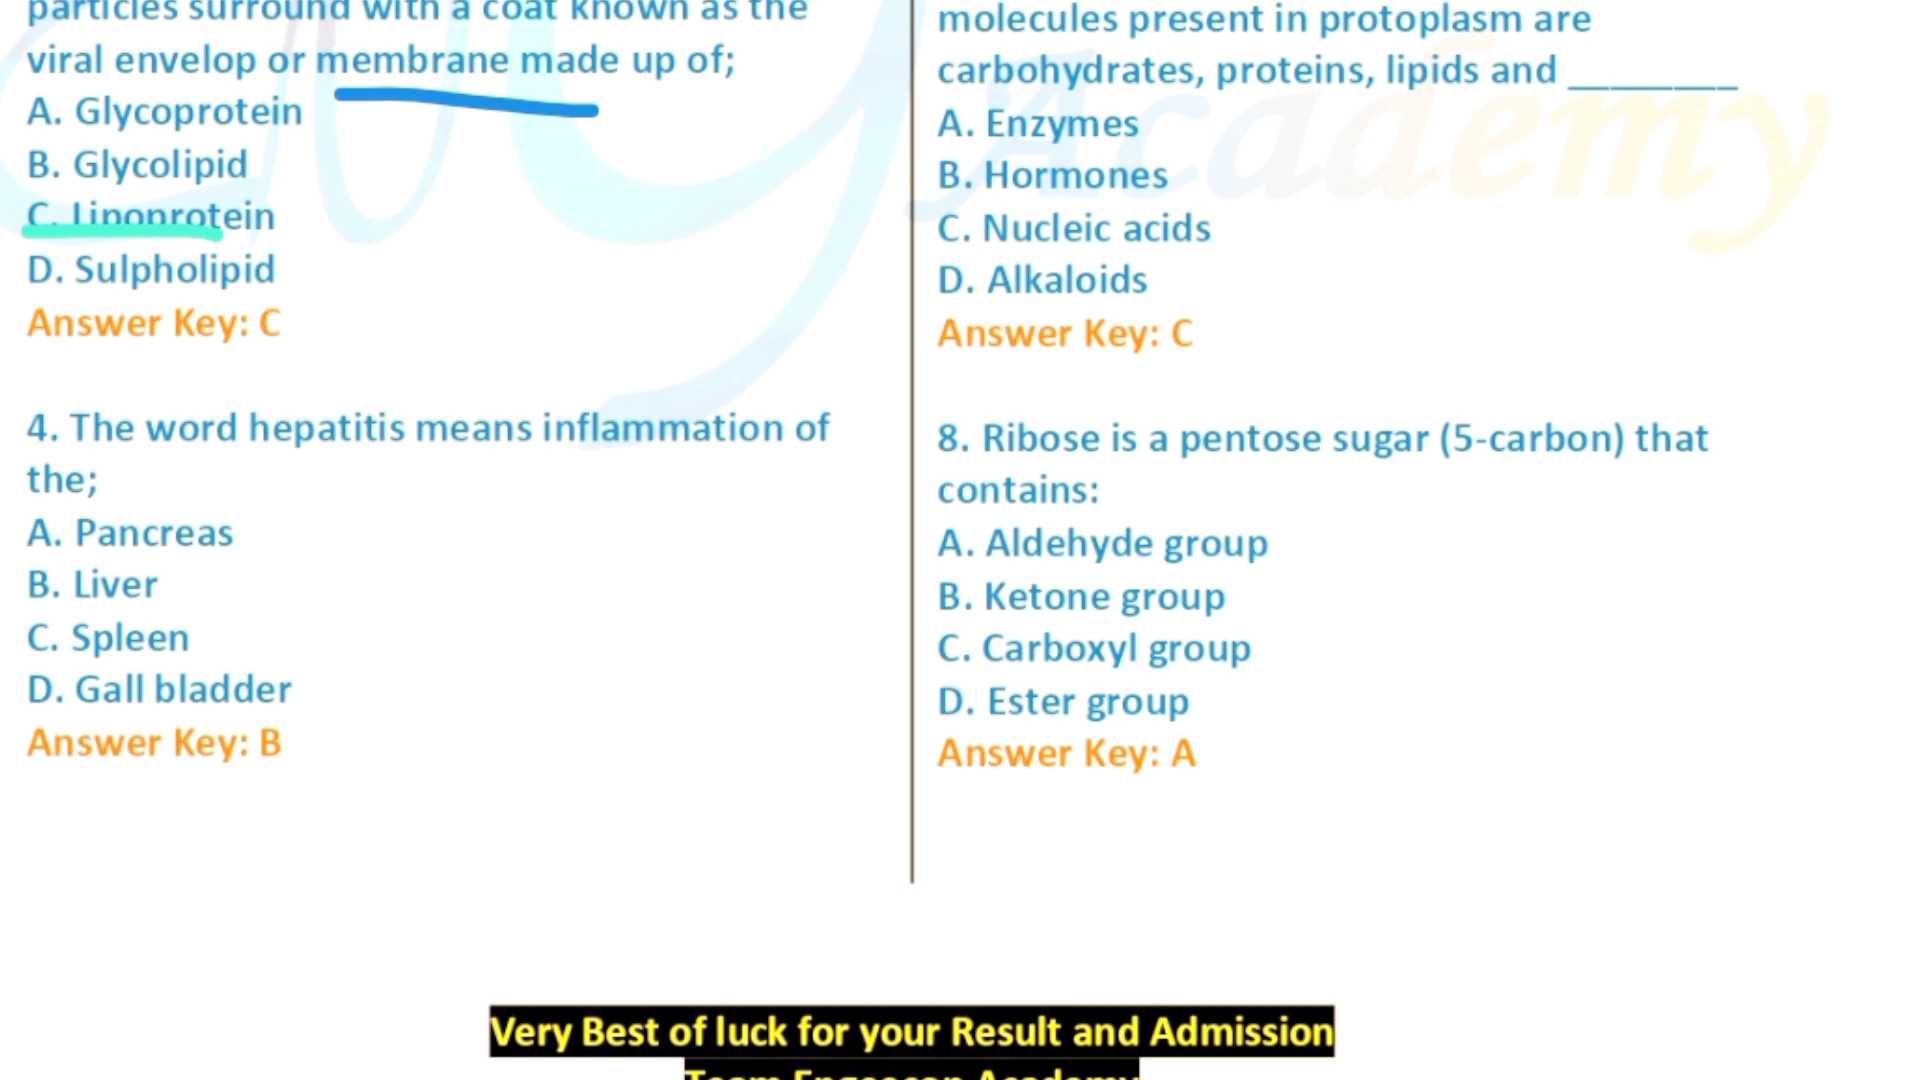 particles surround with a coat known as the
viral envelop or membrane made up of;
A. Glycoprotein
B. Glycolipid
C. Lipoprotein
D. Sulpholipid
Answer Key: C
4. The word hepatitis means inflammation of
the;
A. Pancreas
B. Liver
C. Spleen
D. Gall bladder
Answer Key: B
molecules present in protoplasm are
carbohydrates, proteins, lipids and ________
A. Enzymes
B. Hormones
C. Nucleic acids
D. Alkaloids
Answer Key: C
8. Ribose is a pentose sugar (5-carbon) that
contains:
A. Aldehyde group
B. Ketone group
C. Carboxyl group
D. Ester group
Answer Key: A
Academy
Very Best of luck for your Result and Admission
Team Academy